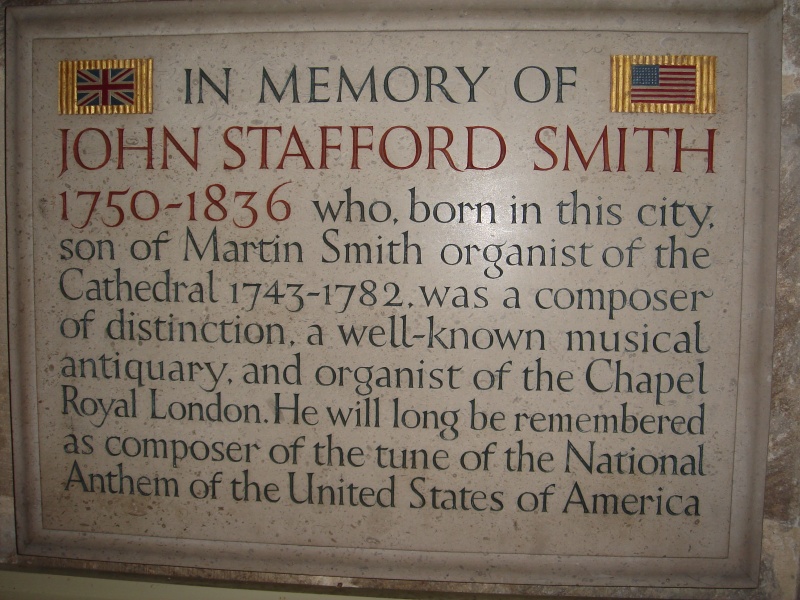 IN MEMORY OF
JOHN STAFFORD SMITH
1750-1836 who, born in this city,
son of Martin Smith organist of the
Cathedral 1743-1782, was a composer
of distinction, a well-known musical
antiquary, and organist of the Chapel
Royal London. He will long be remembered
as composer of the tune of the National
Anthem of the United States of America